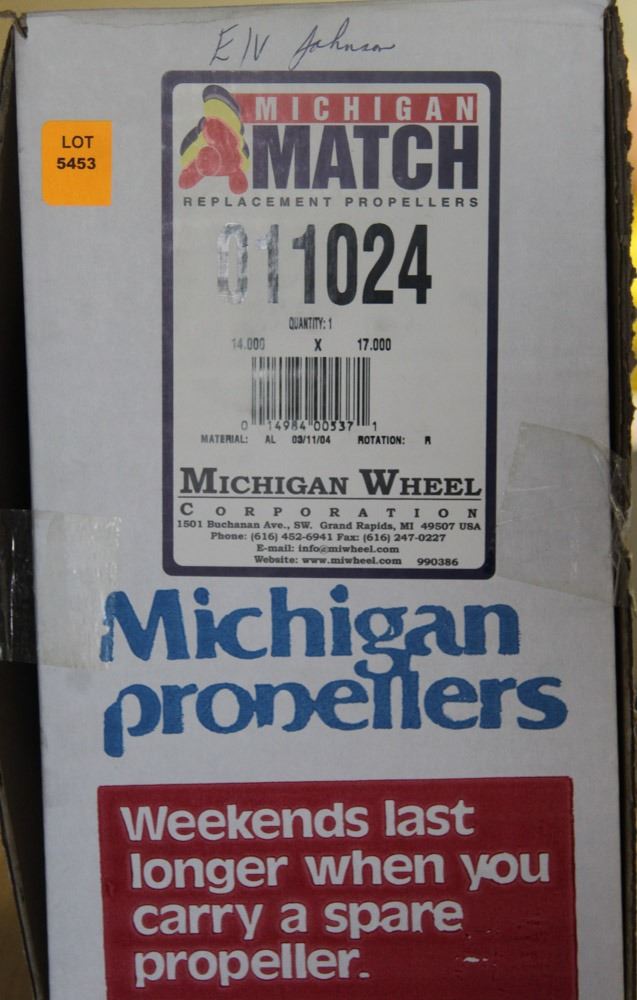 E/V Johnson
LOT
5453
MICHIGAN
MATCH
REPLACEMENT PROPELLERS
011024
QUANTITY: 1
14.000 X 17.000
0 14984 00537 1
MATERIAL: AL 03/11/04 ROTATION: R
MICHIGAN WHEEL
CORPORATION
1501 Buchanan Ave., SW. Grand Rapids, MI 49507 USA
Phone: (616) 452-6941 Fax: (616) 247-0227
E-mail: info@miwheel.com
Website: www.miwheel.com 990386
Michigan
propellers
Weekends last
longer when you
carry a spare
propeller.